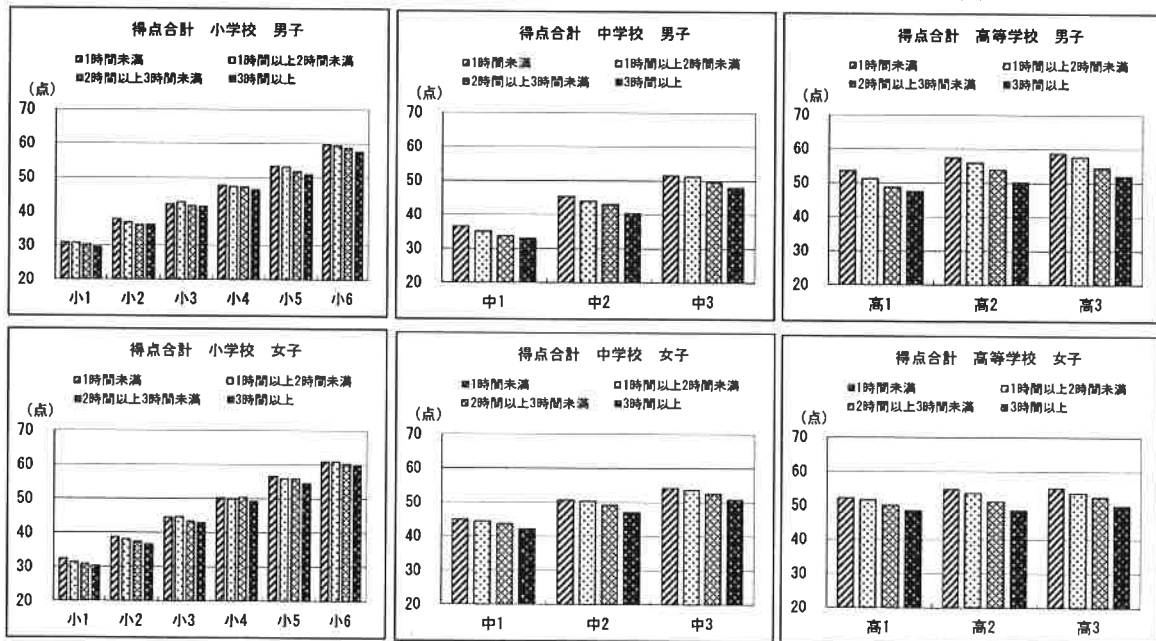 得点合計 小学校 男子
1時間未満 1時間以上2時間未満
2時間以上3時間未満 3時間以上
(点)
70
60
50
40
30
20
小1 小2 小3 小4 小5 小6
得点合計 中学校 男子
1時間未満 1時間以上2時間未満
2時間以上3時間未満 3時間以上
(点)
70
60
50
40
30
20
中1 中2 中3
得点合計 高等学校 男子
1時間未満 1時間以上2時間未満
2時間以上3時間未満 3時間以上
(点)
70
60
50
40
30
20
高1 高2 高3
得点合計 小学校 女子
1時間未満 1時間以上2時間未満
2時間以上3時間未満 3時間以上
(点)
70
60
50
40
30
20
小1 小2 小3 小4 小5 小6
得点合計 中学校 女子
1時間未満 1時間以上2時間未満
2時間以上3時間未満 3時間以上
(点)
70
60
50
40
30
20
中1 中2 中3
得点合計 高等学校 女子
1時間未満 1時間以上2時間未満
2時間以上3時間未満 3時間以上
(点)
70
60
50
40
30
20
高1 高2 高3